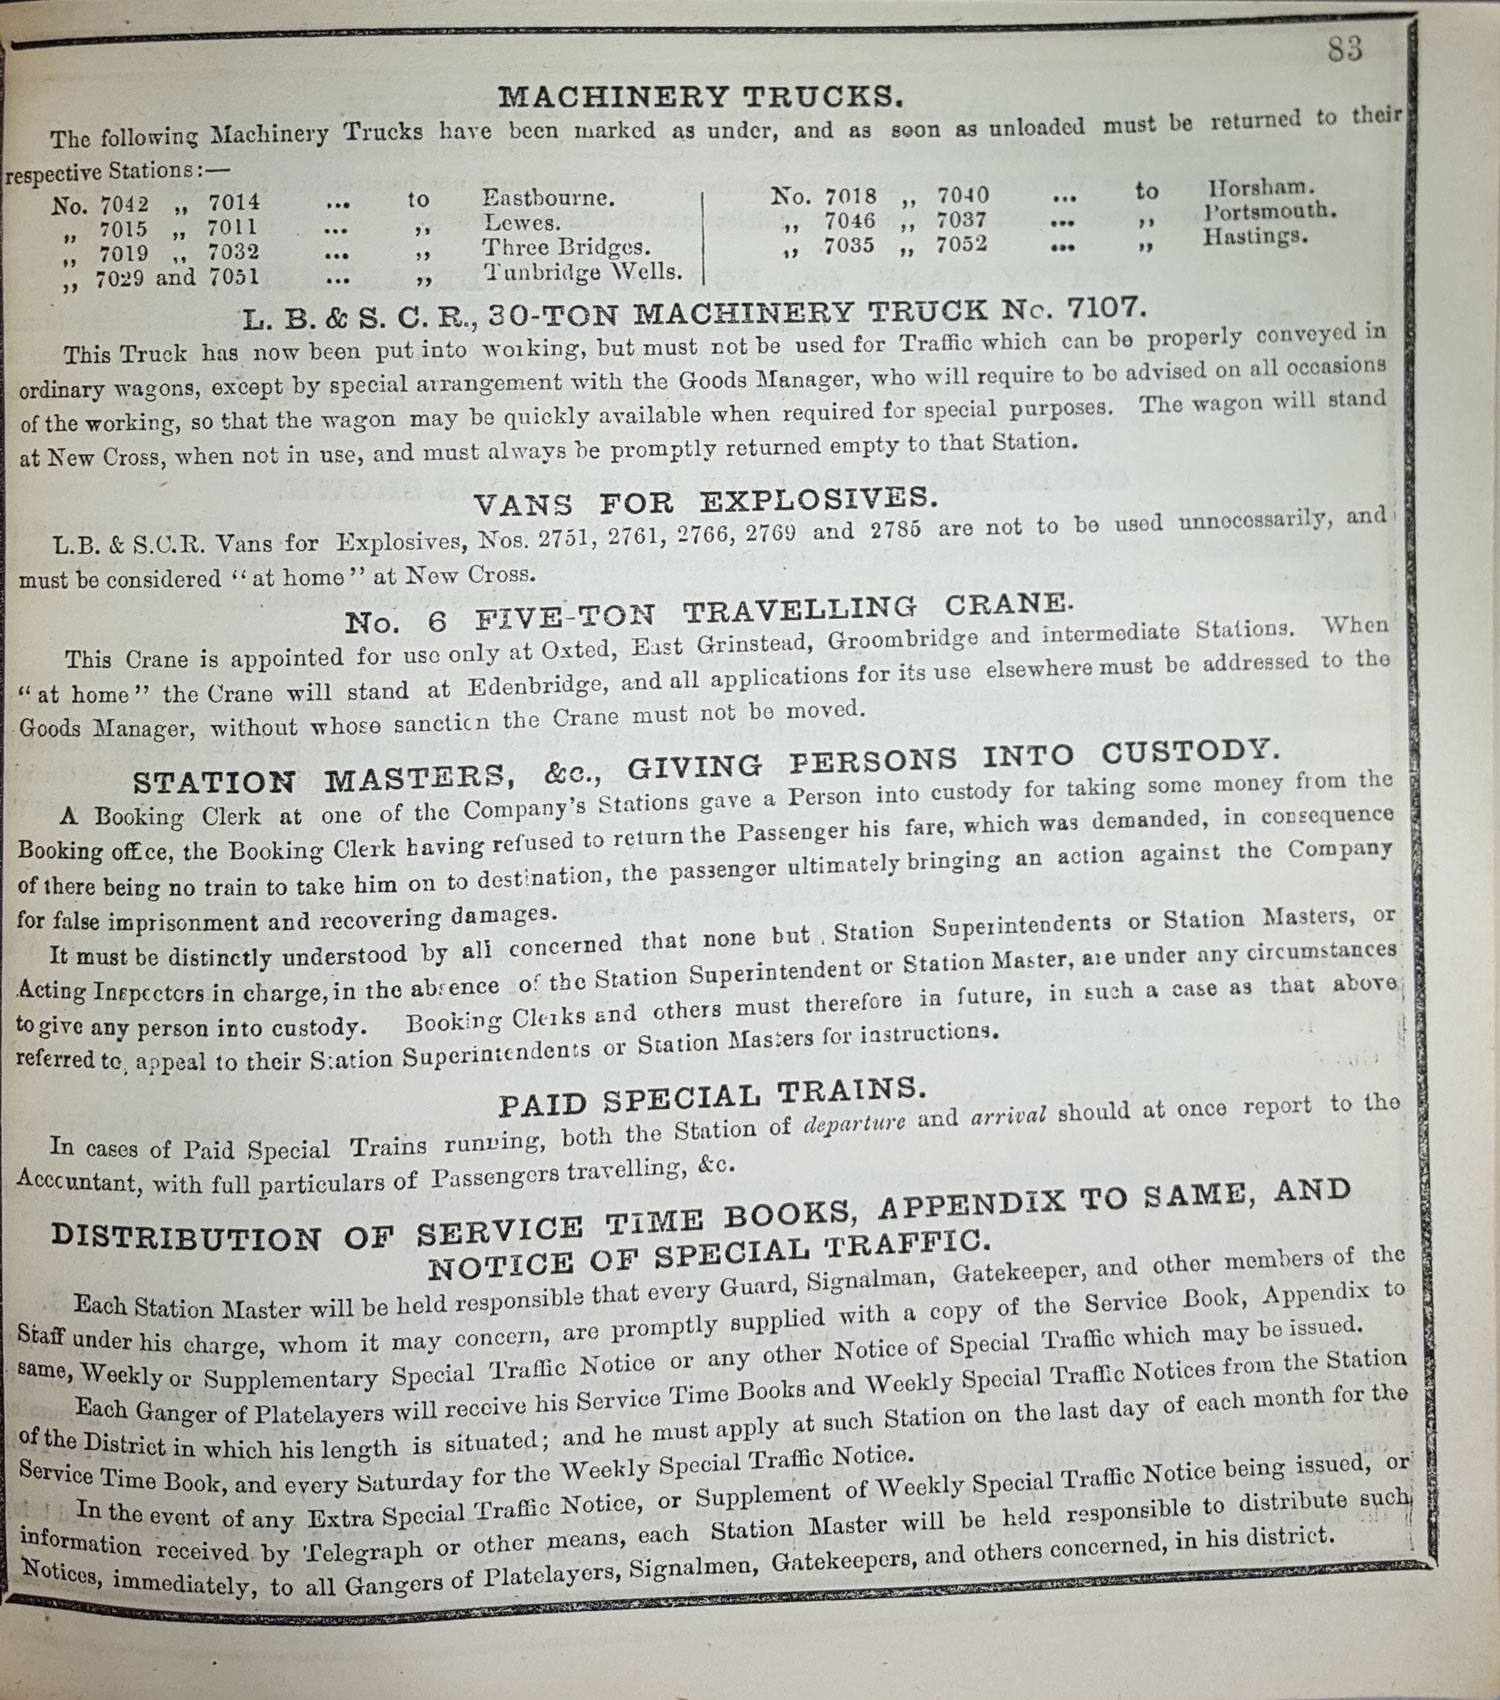 83
MACHINERY TRUCKS.
The following Machinery Trucks have been marked as under, and as soon as unloaded must be returned to their
respective Stations:—
No. 7042 ,, 7014 ... to Eastbourne.
,, 7015 ,, 7011 ... ,, Lewes.
,, 7019 ,, 7032 ... ,, Three Bridges.
,, 7029 and 7051 ... ,, Tunbridge Wells.
No. 7018 ,, 7040 ... to Horsham.
,, 7046 ,, 7037 ... ,, Portsmouth.
,, 7035 ,, 7052 ... ,, Hastings.
L. B. & S. C. R., 30-TON MACHINERY TRUCK No. 7107.
This Truck has now been put into working, but must not be used for Traffic which can be properly conveyed in
ordinary wagons, except by special arrangement with the Goods Manager, who will require to be advised on all occasions
of the working, so that the wagon may be quickly available when required for special purposes. The wagon will stand
at New Cross, when not in use, and must always be promptly returned empty to that Station.
VANS FOR EXPLOSIVES.
L.B. & S.C.R. Vans for Explosives, Nos. 2751, 2761, 2766, 2769 and 2785 are not to be used unnecessarily, and
must be considered “at home” at New Cross.
No. 6 FIVE-TON TRAVELLING CRANE.
This Crane is appointed for use only at Oxted, East Grinstead, Groombridge and intermediate Stations. When
“at home” the Crane will stand at Edenbridge, and all applications for its use elsewhere must be addressed to the
Goods Manager, without whose sanction the Crane must not be moved.
STATION MASTERS, &c., GIVING PERSONS INTO CUSTODY.
A Booking Clerk at one of the Company's Stations gave a Person into custody for taking some money from the
Booking office, the Booking Clerk having refused to return the Passenger his fare, which was demanded, in consequence
of there being no train to take him on to destination, the passenger ultimately bringing an action against the Company
for false imprisonment and recovering damages.
It must be distinctly understood by all concerned that none but Station Superintendents or Station Masters, or
Acting Inspectors in charge, in the absence of the Station Superintendent or Station Master, are under any circumstances
to give any person into custody. Booking Clerks and others must therefore in future, in such a case as that above
referred to, appeal to their Station Superintendents or Station Masters for instructions.
PAID SPECIAL TRAINS.
In cases of Paid Special Trains running, both the Station of departure and arrival should at once report to the
Accountant, with full particulars of Passengers travelling, &c.
DISTRIBUTION OF SERVICE TIME BOOKS, APPENDIX TO SAME, AND
NOTICE OF SPECIAL TRAFFIC.
Each Station Master will be held responsible that every Guard, Signalman, Gatekeeper, and other members of the
Staff under his charge, whom it may concern, are promptly supplied with a copy of the Service Book, Appendix to
same, Weekly or Supplementary Special Traffic Notice or any other Notice of Special Traffic which may be issued.
Each Ganger of Platelayers will receive his Service Time Books and Weekly Special Traffic Notices from the Station
of the District in which his length is situated; and he must apply at such Station on the last day of each month for the
Service Time Book, and every Saturday for the Weekly Special Traffic Notice.
In the event of any Extra Special Traffic Notice, or Supplement of Weekly Special Traffic Notice being issued, or
information received by Telegraph or other means, each Station Master will be held responsible to distribute such
Notices, immediately, to all Gangers of Platelayers, Signalmen, Gatekeepers, and others concerned, in his district.